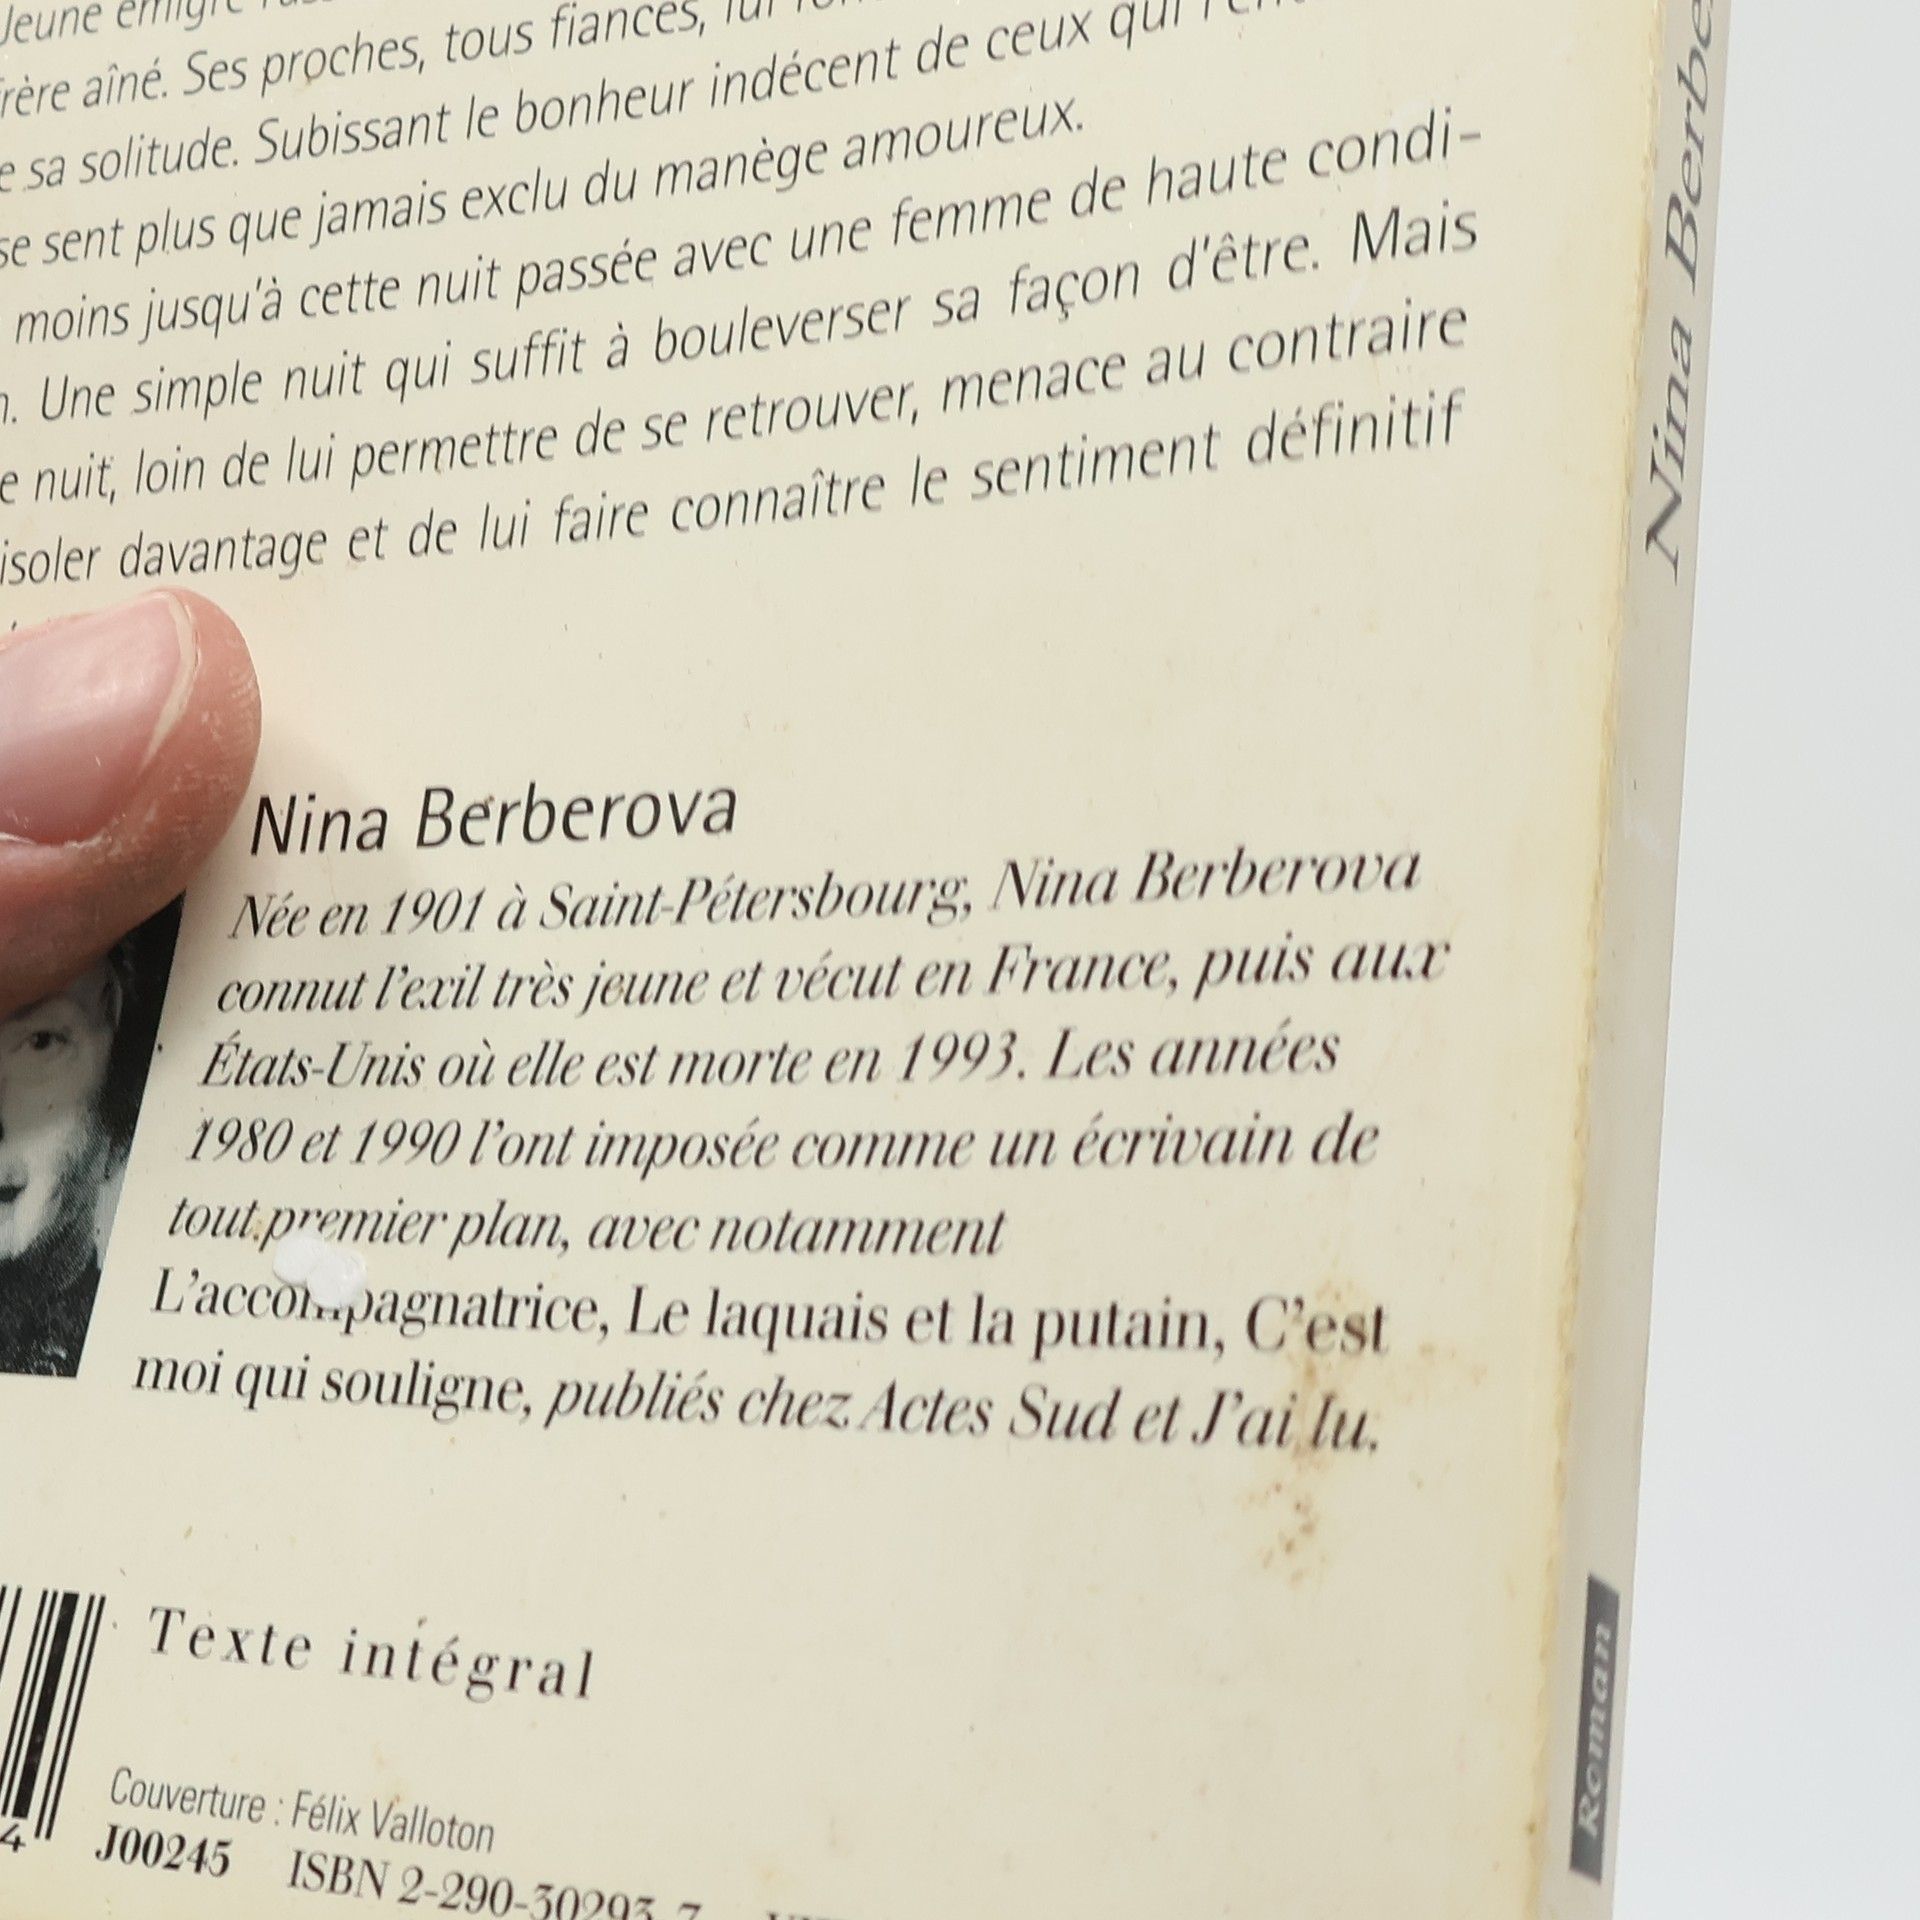 Jeune émigré
frère aîné. Ses proches, tous fiancés, lui
sa solitude. Subissant le bonheur indécent de ceux qui
se sent plus que jamais exclu du manège amoureux.
moins jusqu'à cette nuit passée avec une femme de haute condi-
Une simple nuit qui suffit à bouleverser sa façon d'être. Mais
nuit, loin de lui permettre de se retrouver, menace au contraire
isoler davantage et de lui faire connaître le sentiment définitif
Nina Berberova
Née en 1901 à Saint-Pétersbourg, Nina Berberova
connut l'exil très jeune et vécut en France, puis aux
États-Unis où elle est morte en 1993. Les années
1980 et 1990 l'ont imposée comme un écrivain de
tout premier plan, avec notamment
L'accompagnatrice, Le laquais et la putain, C'est
moi qui souligne, publiés chez Actes Sud et J'ai lu.
Texte intégral
Couverture : Félix Valloton
4
J00245 ISBN 2-290-30293-7
Nina Berbe
Roman